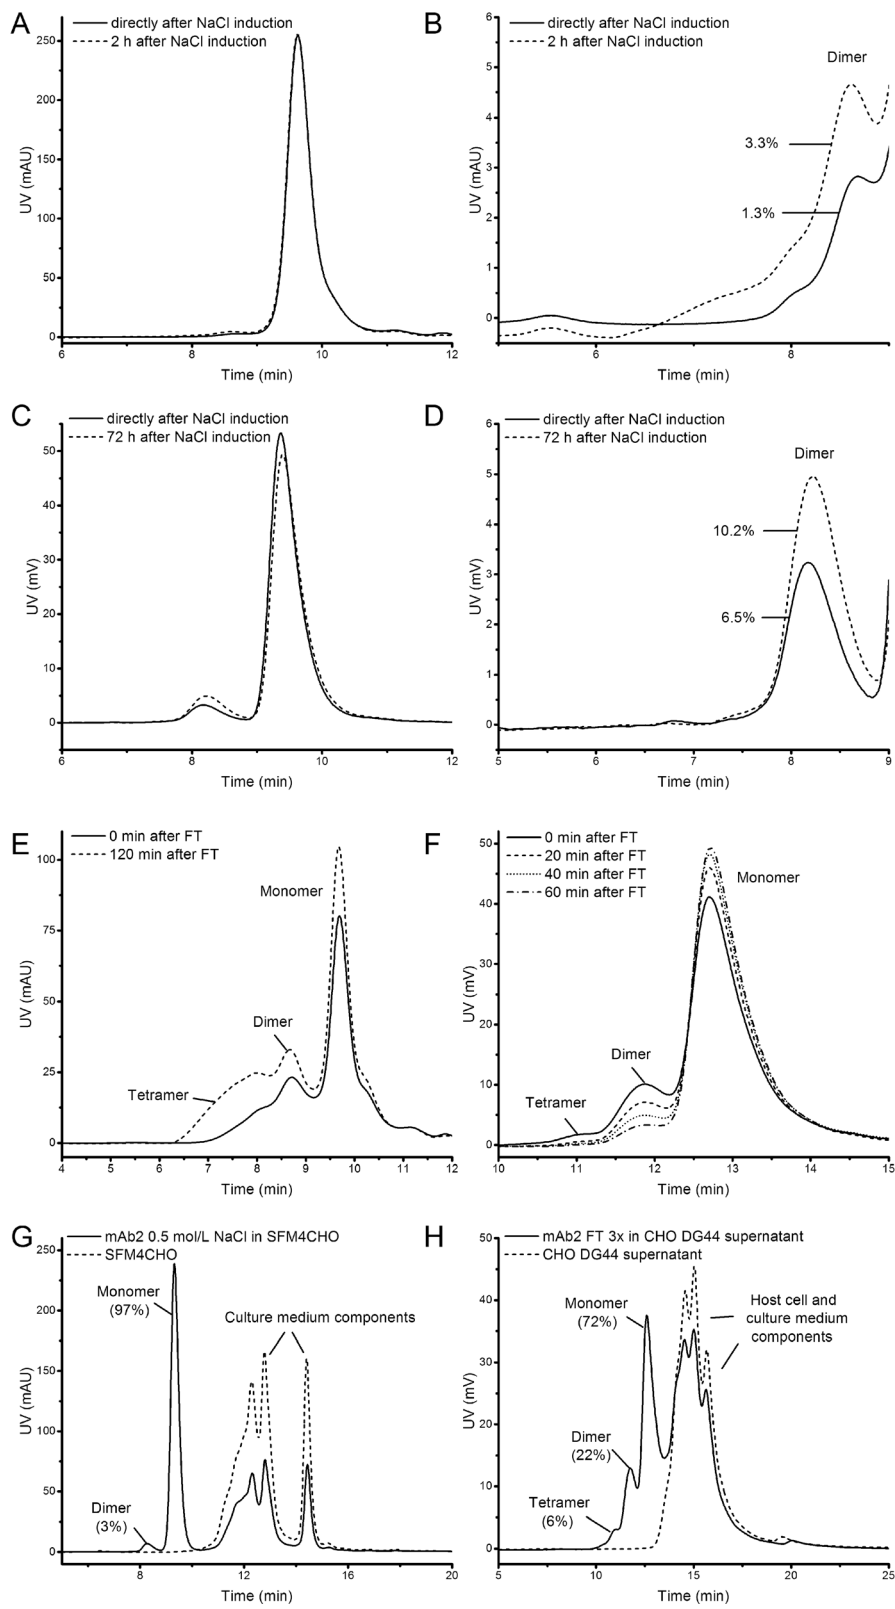 A
directly after NaCl induction
2 h after NaCl induction
250
200
150
100
50
0
UV (mAU)
6
8
10
12
Time (min)
B
directly after NaCl induction
2 h after NaCl induction
Dimer
3.3%
1.3%
6
5
4
3
2
1
0
UV (mAU)
6
8
Time (min)
C
directly after NaCl induction
72 h after NaCl induction
50
40
30
20
10
0
UV (mV)
6
8
10
12
Time (min)
D
directly after NaCl induction
72 h after NaCl induction
Dimer
10.2%
6.5%
6
5
4
3
2
1
0
UV (mV)
5
6
7
8
9
Time (min)
E
0 min after FT
120 min after FT
Monomer
Dimer
Tetramer
100
75
50
25
0
UV (mAU)
4
5
6
7
8
9
10
11
12
Time (min)
F
0 min after FT
20 min after FT
40 min after FT
60 min after FT
Monomer
Dimer
Tetramer
50
40
30
20
10
0
UV (mV)
10
11
12
13
14
15
Time (min)
G
mAb2 0.5 mol/L NaCl in SFM4CHO
SFM4CHO
Monomer
(97%)
Culture medium components
Dimer
(3%)
250
200
150
100
50
0
UV (mAU)
8
12
16
20
Time (min)
H
mAb2 FT 3x in CHO DG44 supernatant
CHO DG44 supernatant
Monomer
(72%)
Host cell and
culture medium
components
Dimer
(22%)
Tetramer
(6%)
50
40
30
20
10
0
UV (mV)
5
10
15
20
25
Time (min)